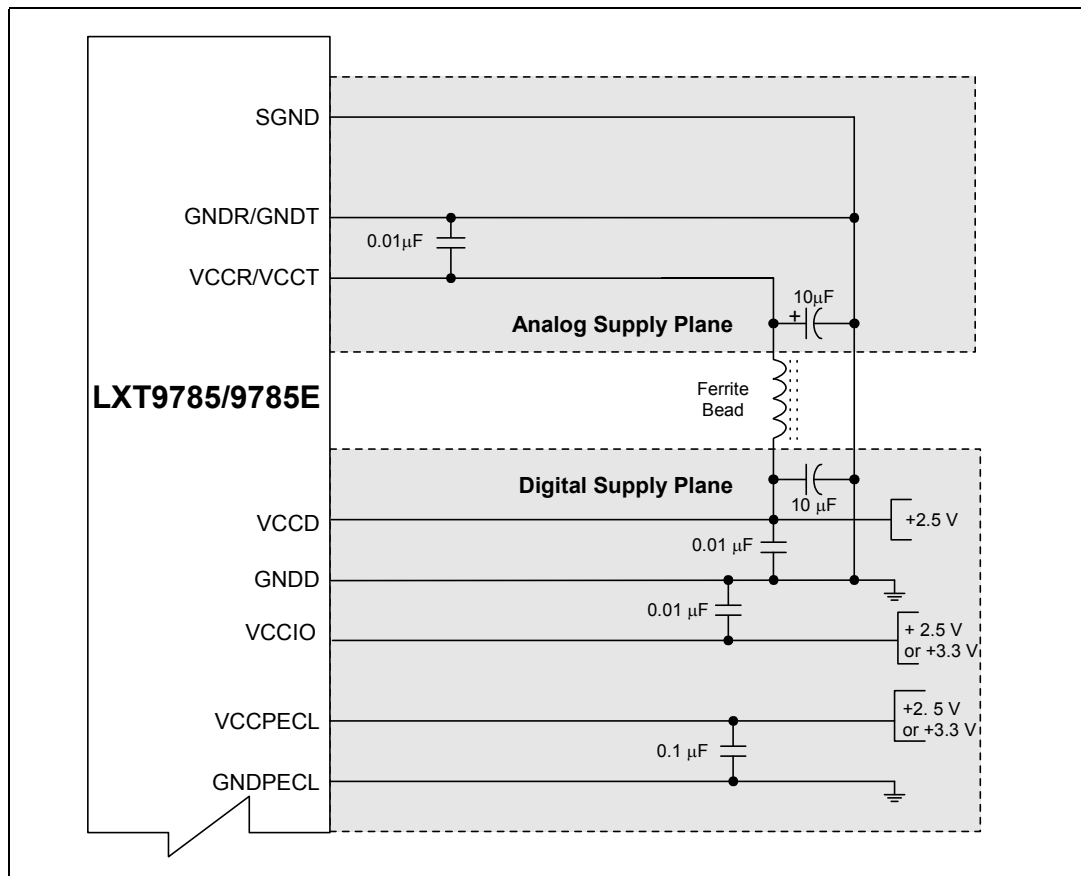 SGND
GNDR/GNDT
0.01µF
VCCR/VCCT
10µF
+
Analog Supply Plane
LXT9785/9785E
Ferrite
Bead
Digital Supply Plane
10 µF
VCCD
+2.5 V
0.01 µF
GNDD
0.01 µF
VCCIO
+ 2.5 V
or +3.3 V
VCCPECL
+2. 5 V
or +3.3 V
0.1 µF
GNDPECL